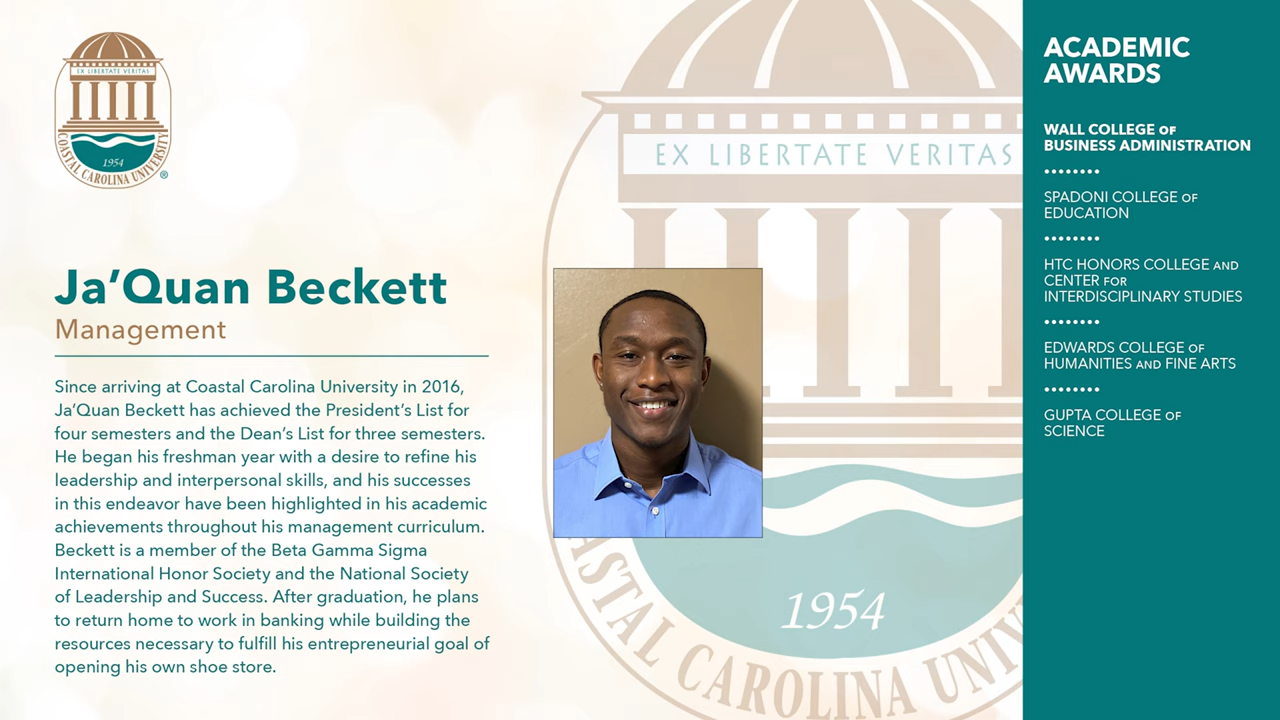 EX LIBERTATE VERITAS
1954
COASTAL CAROLINA UNIVERSITY®
Ja’Quan Beckett
Management
Since arriving at Coastal Carolina University in 2016,
Ja’Quan Beckett has achieved the President’s List for
four semesters and the Dean’s List for three semesters.
He began his freshman year with a desire to refine his
leadership and interpersonal skills, and his successes
in this endeavor have been highlighted in his academic
achievements throughout his management curriculum.
Beckett is a member of the Beta Gamma Sigma
International Honor Society and the National Society
of Leadership and Success. After graduation, he plans
to return home to work in banking while building the
resources necessary to fulfill his entrepreneurial goal of
opening his own shoe store.
EX LIBERTATE VERITAS
1954
ASTAL CAROLINA UNIV
ACADEMIC
AWARDS
WALL COLLEGE OF
BUSINESS ADMINISTRATION
SPADONI COLLEGE OF
EDUCATION
HTC HONORS COLLEGE AND
CENTER FOR
INTERDISCIPLINARY STUDIES
EDWARDS COLLEGE OF
HUMANITIES AND FINE ARTS
GUPTA COLLEGE OF
SCIENCE